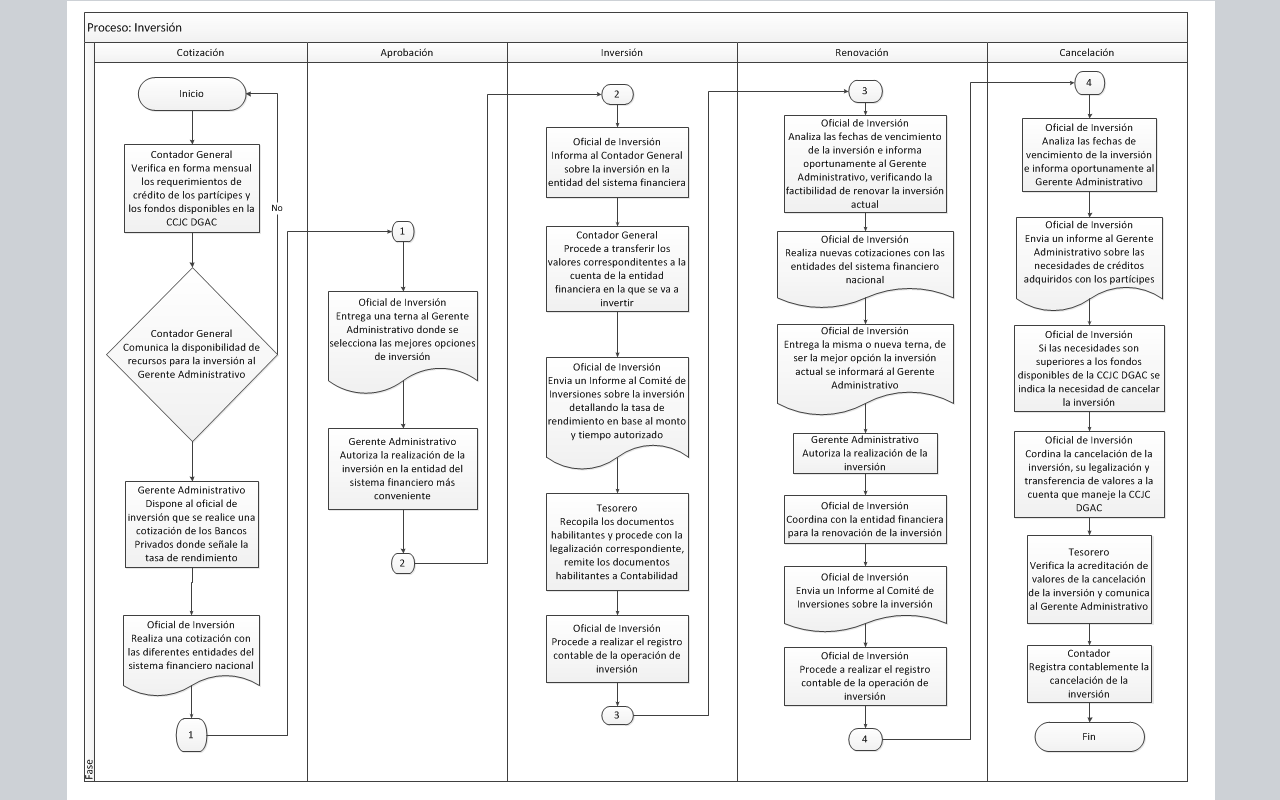 Proceso: Inversión
Cotización
Aprobación
Inversión
Renovación
Cancelación
Fase
Inicio
Contador General
Verifica en forma mensual
los requerimientos de
crédito de los partícipes y
los fondos disponibles en la
CCJC DGAC
No
Contador General
Comunica la disponibilidad de
recursos para la inversión al
Gerente Administrativo
Gerente Administrativo
Dispone al oficial de
inversión que se realice una
cotización de los Bancos
Privados donde señale la
tasa de rendimiento
Oficial de Inversión
Realiza una cotización con
las diferentes entidades del
sistema financiero nacional
1
1
Oficial de Inversión
Entrega una terna al Gerente
Administrativo donde se
selecciona las mejores opciones
de inversión
Gerente Administrativo
Autoriza la realización de la
inversión en la entidad del
sistema financiero más
conveniente
2
2
Oficial de Inversión
Informa al Contador General
sobre la inversión en la
entidad del sistema financiera
Contador General
Procede a transferir los
valores corresponditentes a la
cuenta de la entidad
financiera en la que se va a
invertir
Oficial de Inversión
Envia un Informe al Comité de
Inversiones sobre la inversión
detallando la tasa de
rendimiento en base al monto
y tiempo autorizado
Tesorero
Recopila los documentos
habilitantes y procede con la
legalización correspondiente,
remite los documentos
habilitantes a Contabilidad
Oficial de Inversión
Procede a realizar el registro
contable de la operación de
inversión
3
3
Oficial de Inversión
Analiza las fechas de vencimiento
de la inversión e informa
oportunamente al Gerente
Administrativo, verificando la
factibilidad de renovar la inversión
actual
Oficial de Inversión
Realiza nuevas cotizaciones con las
entidades del sistema financiero
nacional
Oficial de Inversión
Entrega la misma o nueva terna, de
ser la mejor opción la inversión
actual se informará al Gerente
Administrativo
Gerente Administrativo
Autoriza la realización de la
inversión
Oficial de Inversión
Coordina con la entidad financiera
para la renovación de la inversión
Oficial de Inversión
Envia un Informe al Comité de
Inversiones sobre la inversión
Oficial de Inversión
Procede a realizar el registro
contable de la operación de
inversión
4
4
Oficial de Inversión
Analiza las fechas de
vencimiento de la inversión
e informa oportunamente al
Gerente Administrativo
Oficial de Inversión
Envia un informe al Gerente
Administrativo sobre las
necesidades de créditos
adquiridos con los partícipes
Oficial de Inversión
Si las necesidades son
superiores a los fondos
disponibles de la CCJC DGAC se
indica la necesidad de cancelar
la inversión
Oficial de Inversión
Cordina la cancelación de la
inversión, su legalización y
transferencia de valores a la
cuenta que maneje la CCJC
DGAC
Tesorero
Verifica la acreditación de
valores de la cancelación
de la inversión y comunica
al Gerente Administrativo
Contador
Registra contablemente la
cancelación de la
inversión
Fin